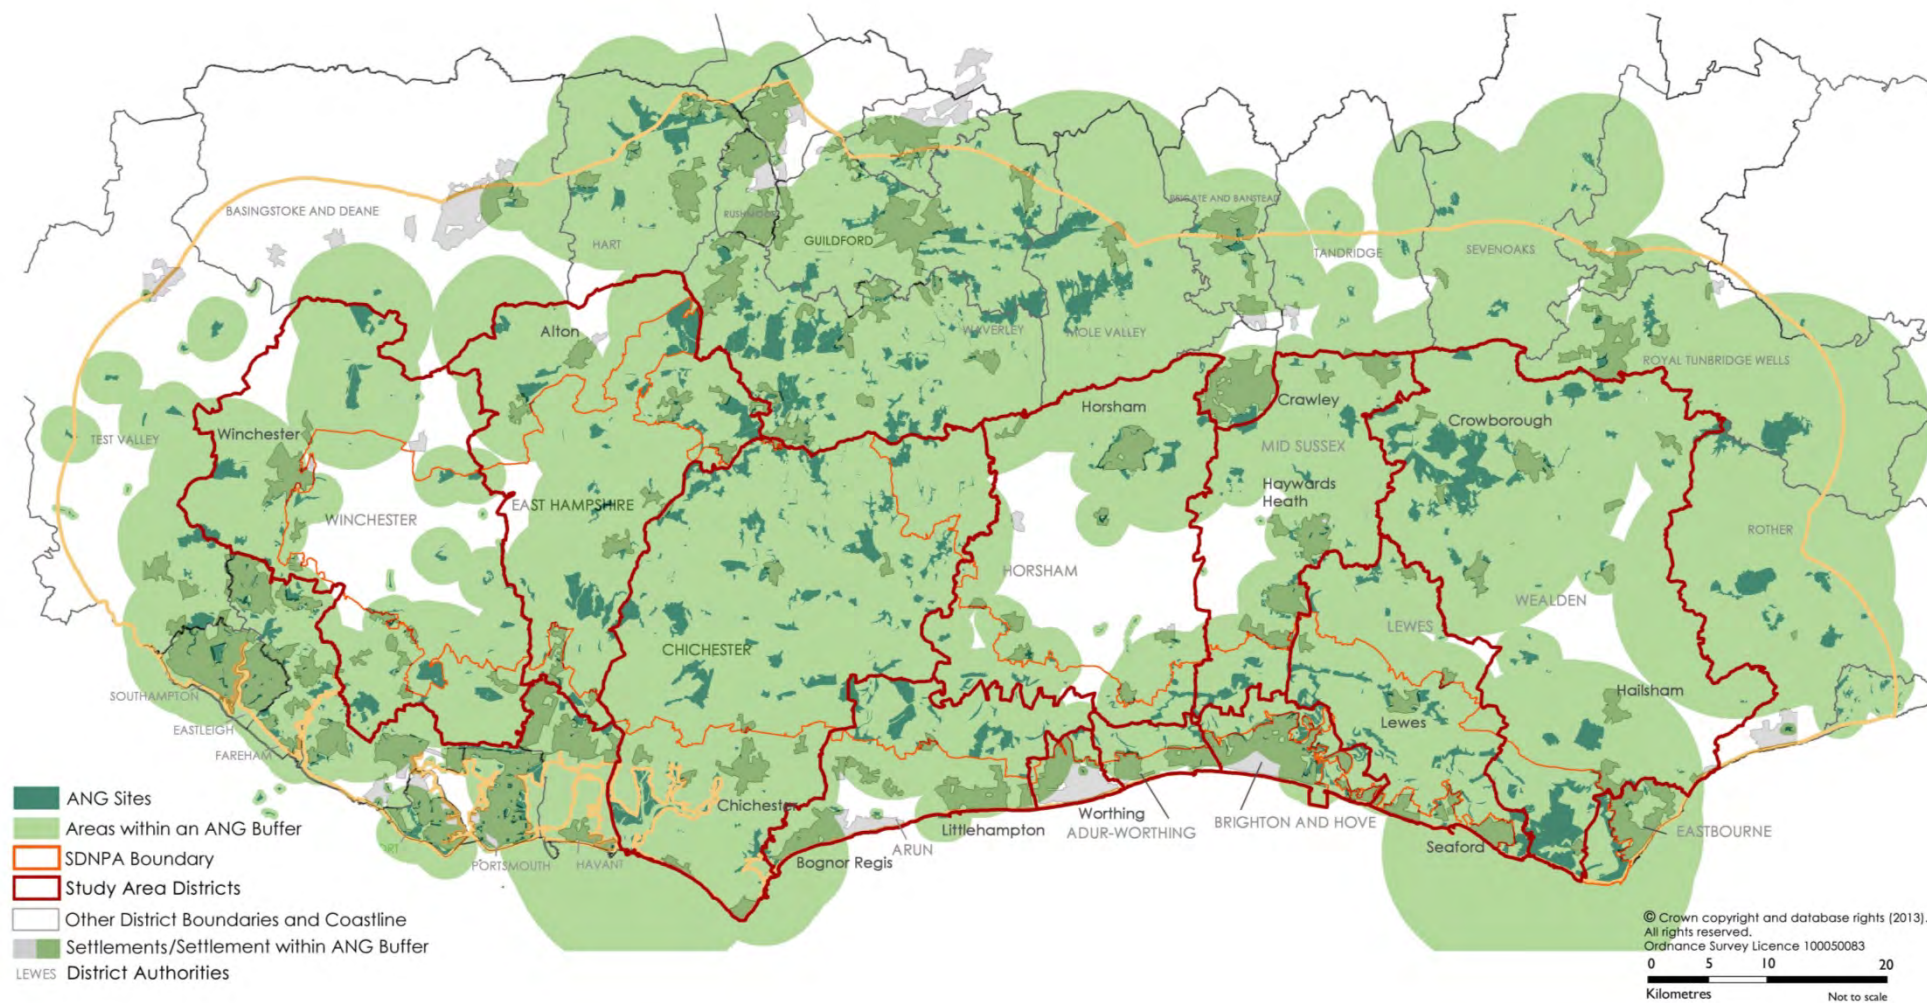 BASINGSTOKE AND DEANE
HART
RUSHMOOR
GUILDFORD
REIGATE AND BANSTEAD
TANDRIDGE
SEVENOAKS
Alton
WAVERLEY
MOLE VALLEY
ROYAL TUNBRIDGE WELLS
TEST VALLEY
Winchester
Horsham
Crawley
Crowborough
MID SUSSEX
Haywards
Heath
EAST HAMPSHIRE
WINCHESTER
ROTHER
HORSHAM
WEALDEN
LEWES
CHICHESTER
SOUTHAMPTON
EASTLEIGH
FAREHAM
Hailsham
Lewes
Chichester
Worthing
Littlehampton
ADUR-WORTHING
BRIGHTON AND HOVE
EASTBOURNE
Seaford
ARUN
Bognor Regis
PORTSMOUTH
HAVANT
ANG Sites
Areas within an ANG Buffer
SDNPA Boundary
Study Area Districts
Other District Boundaries and Coastline
Settlements/Settlement within ANG Buffer
LEWES District Authorities
© Crown copyright and database rights (2013).
All rights reserved.
Ordnance Survey Licence 100050083
0 5 10 20
Kilometres
Not to scale